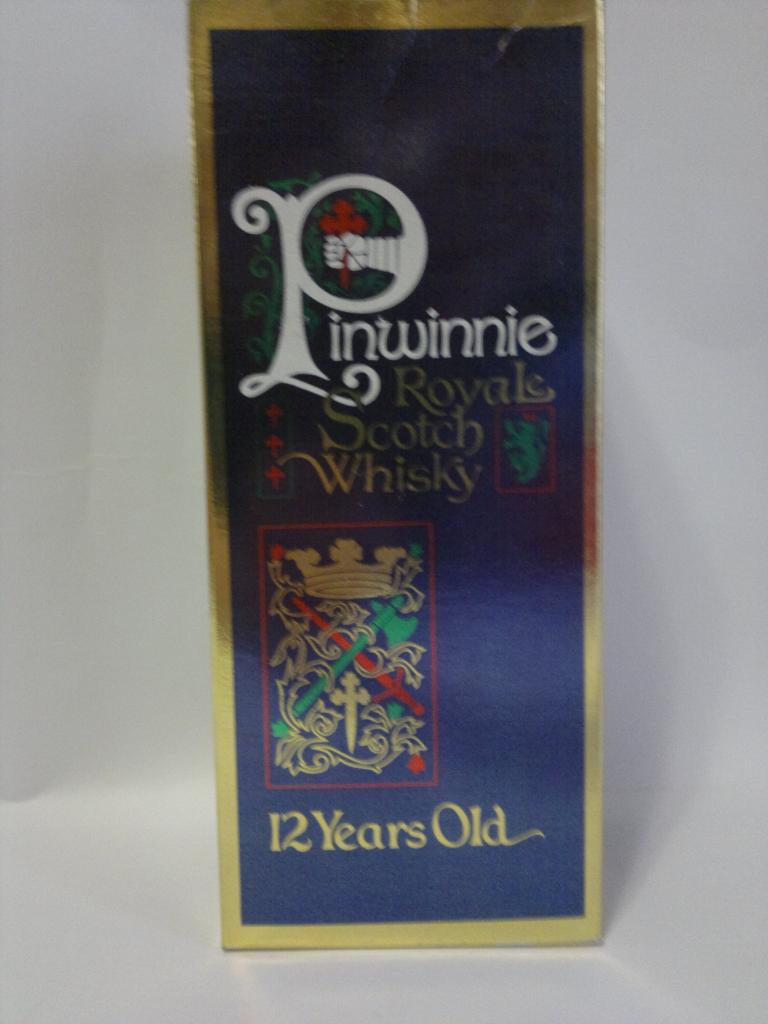 Pinwinnie
Royale
Scotch
Whisky
12 Years Old